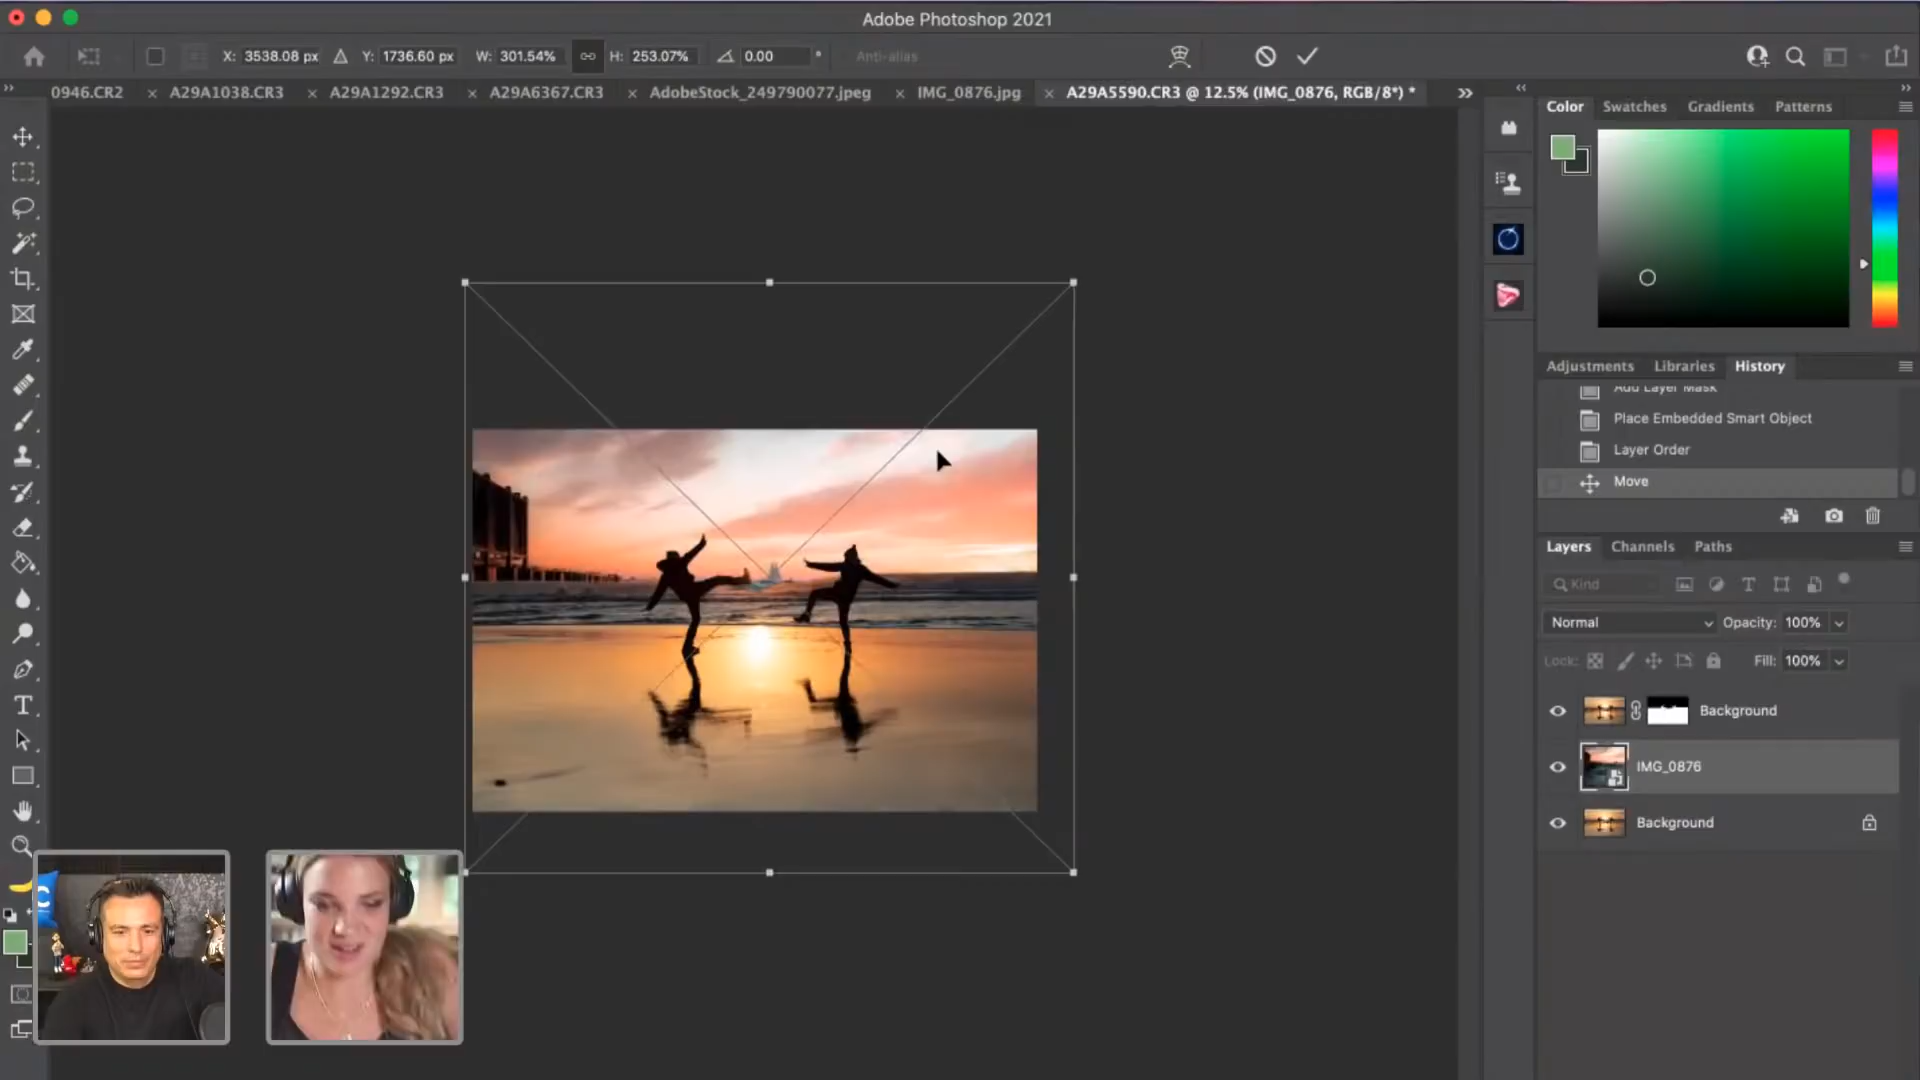 Adobe Photoshop 2021
X: 3538.08 px Y: 1736.60 px W: 301.54% H: 253.07% 0.00 ° Anti-alias
0946.CR2 × A29A1038.CR3 × A29A1292.CR3 × A29A6367.CR3 × AdobeStock_249790077.jpeg × IMG_0876.jpg × A29A5590.CR3 @ 12.5% (IMG_0876, RGB/8*) *
Color Swatches Gradients Patterns
Adjustments Libraries History
Add Layer Mask
Place Embedded Smart Object
Layer Order
Move
Layers Channels Paths
Kind
Normal Opacity: 100%
Lock: Fill: 100%
Background
IMG_0876
Background